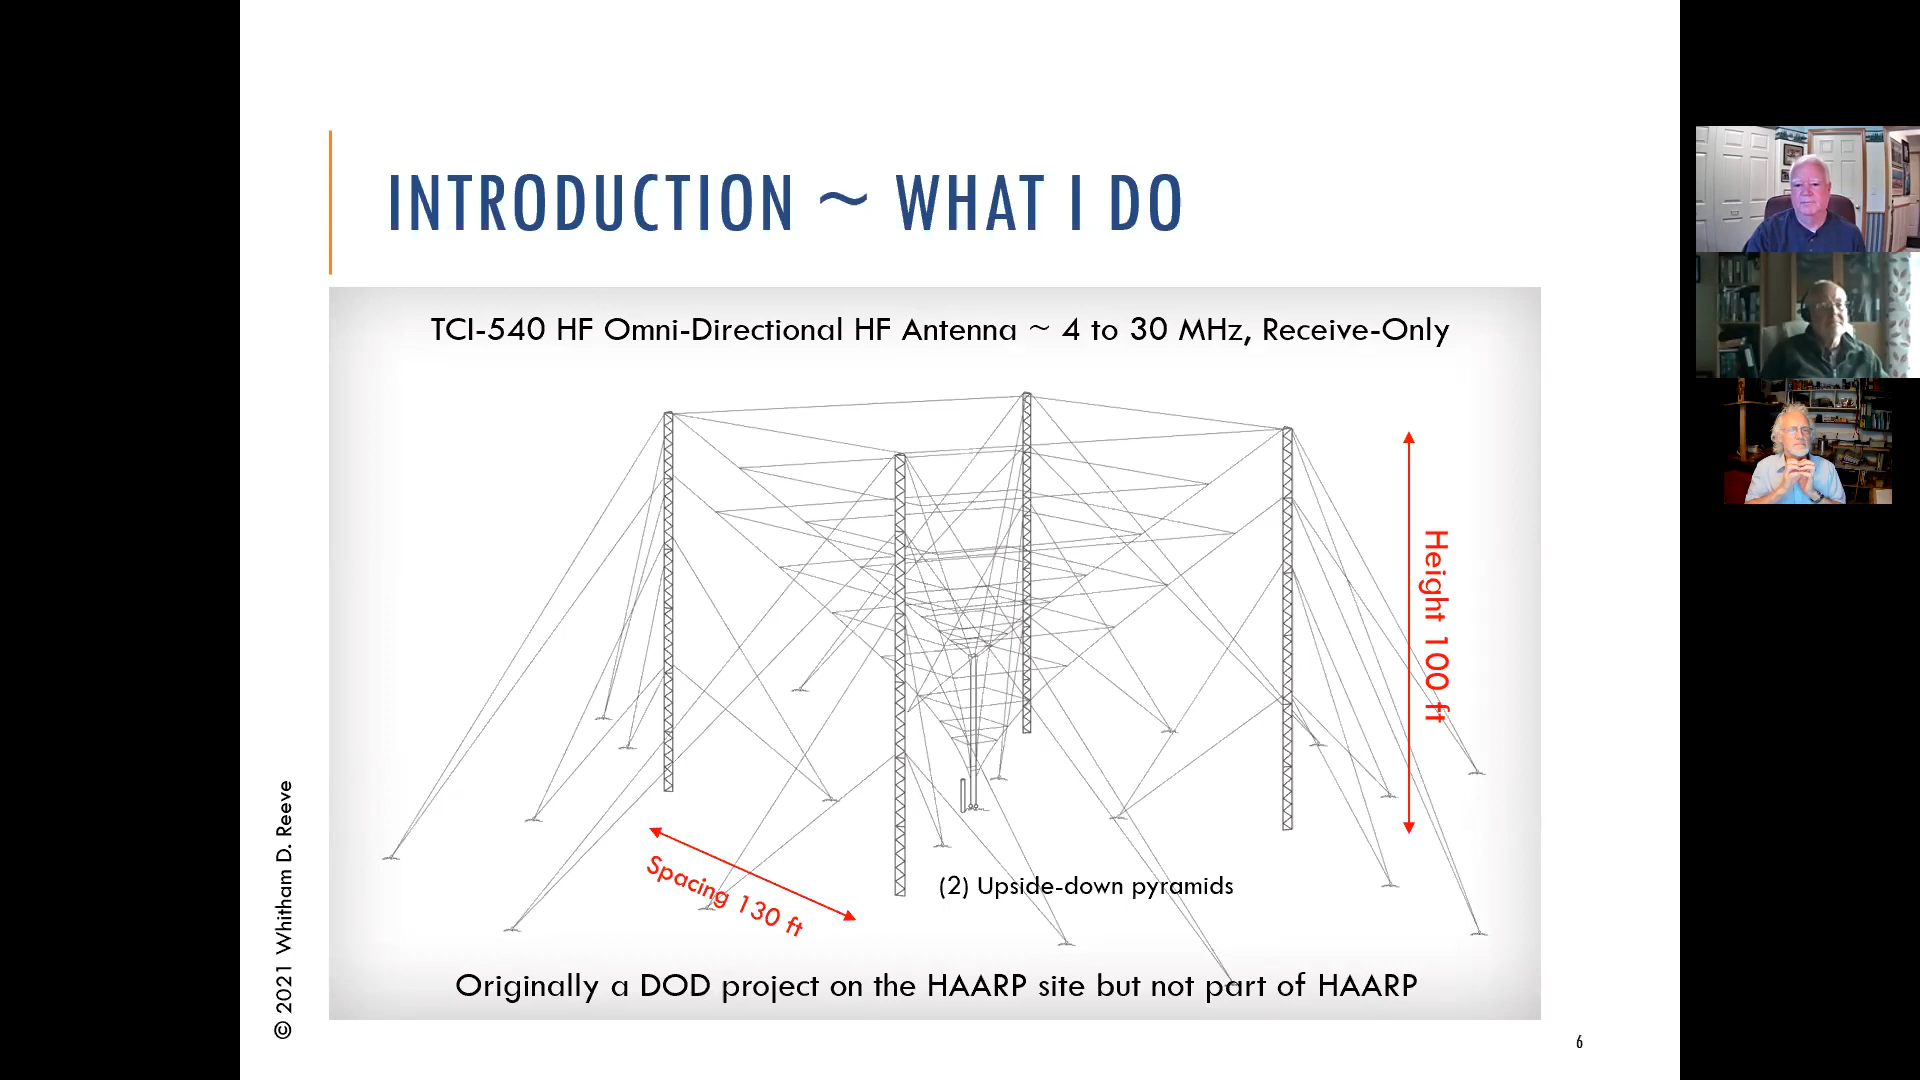 INTRODUCTION ~ WHAT I DO
TCI-540 HF Omni-Directional HF Antenna ~ 4 to 30 MHz, Receive-Only
Height 100 ft
Spacing 130 ft
(2) Upside-down pyramids
Originally a DOD project on the HAARP site but not part of HAARP
© 2021 Whitham D. Reeve
6